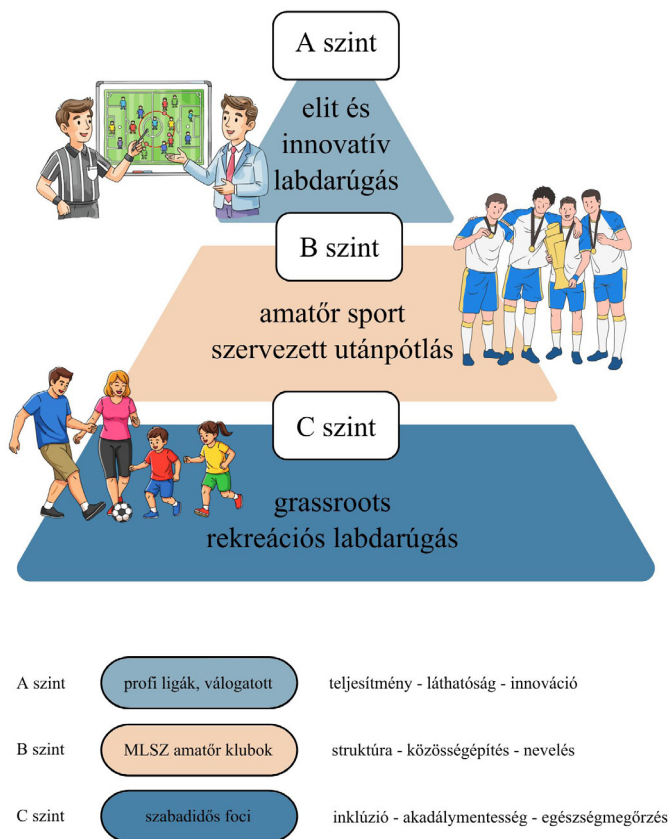 A szint
elit és
innovatív
labdarúgás
B szint
amatőr sport
szervezett utánpótlás
C szint
grassroots
rekreációs labdarúgás
A szint profi ligák, válogatott teljesítmény - láthatóság - innováció
B szint MLSZ amatőr klubok struktúra - közösségépítés - nevelés
C szint szabadidős foci inklúzió - akadálymentesség - egészségmegőrzés